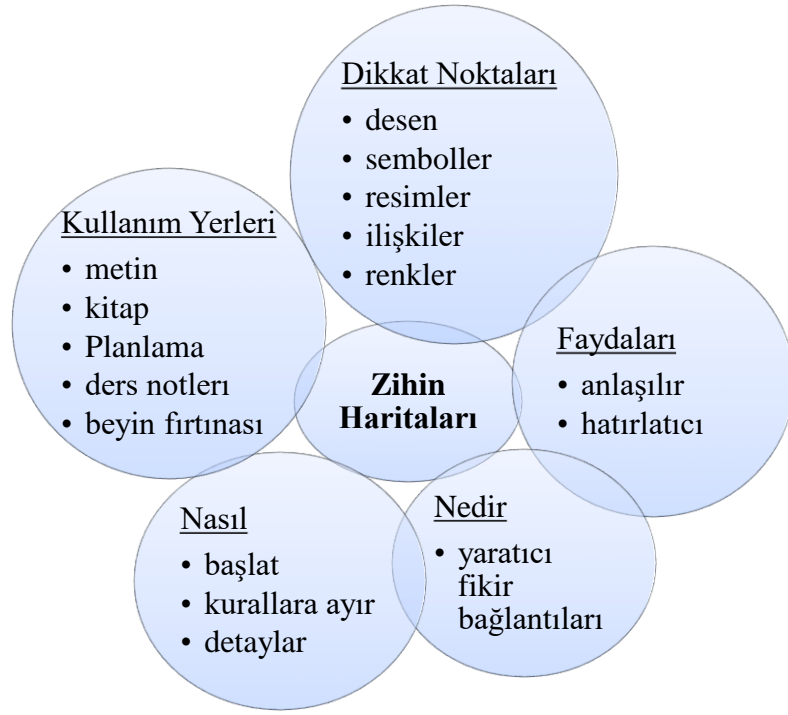 Dikkat Noktaları
• desen
• semboller
• resimler
• ilişkiler
• renkler
Kullanım Yerleri
• metin
• kitap
• Planlama
• ders notlerı
• beyin fırtınası
Faydaları
• anlaşılır
• hatırlatıcı
Zihin
Haritaları
Nasıl
• başlat
• kurallara ayır
• detaylar
Nedir
• yaratıcı
fikir
bağlantıları